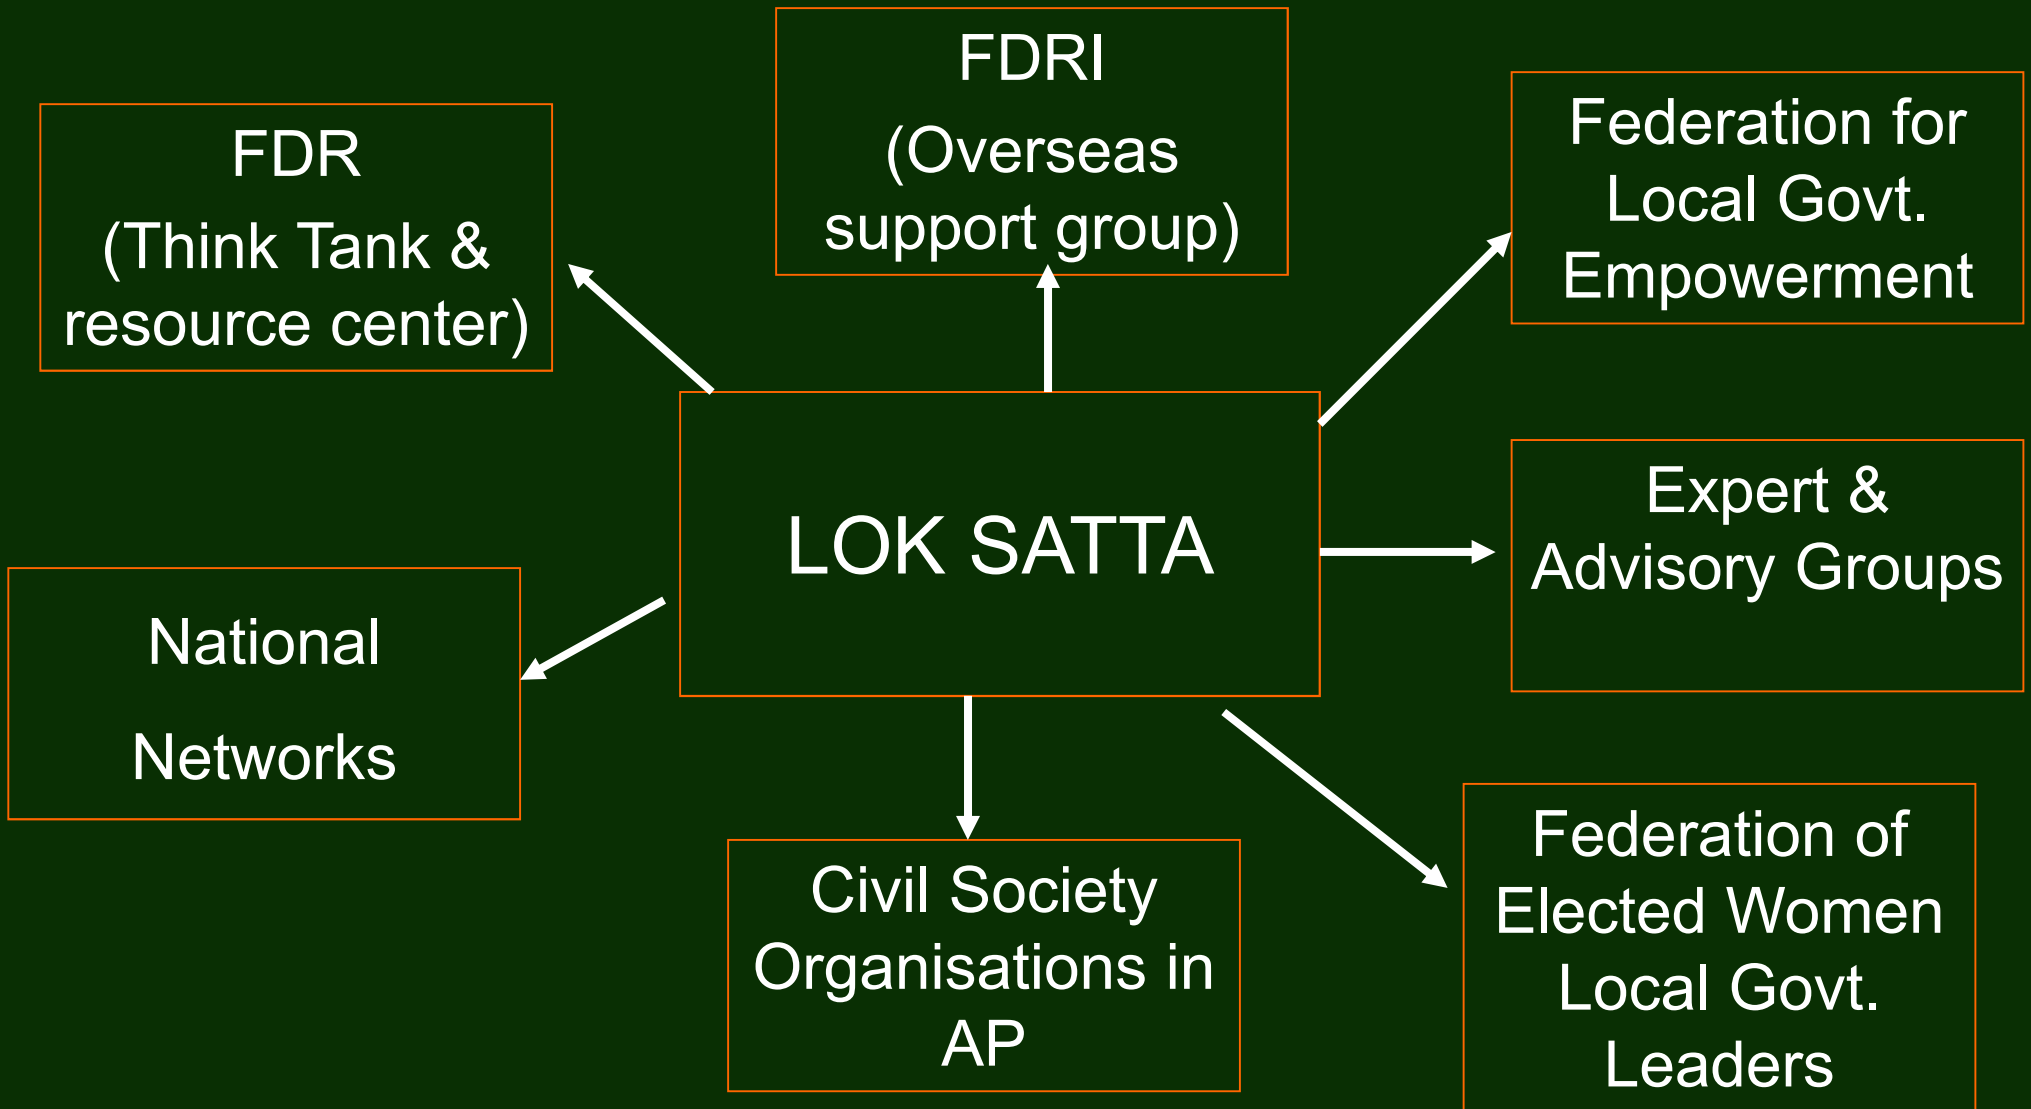 FDR
(Think Tank &
resource center)
FDRI
(Overseas
support group)
Federation for
Local Govt.
Empowerment
LOK SATTA
Expert &
Advisory Groups
National
Networks
Civil Society
Organisations in
AP
Federation of
Elected Women
Local Govt.
Leaders